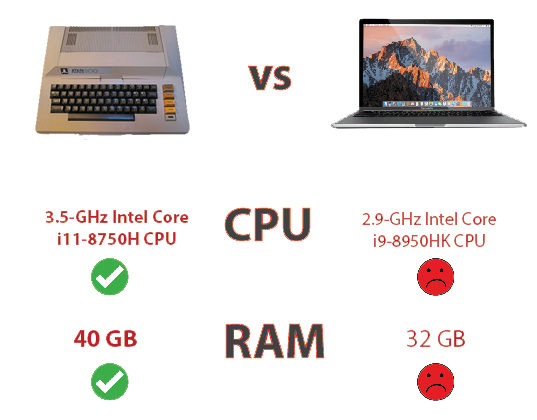 ATARI 800
VS
3.5-GHz Intel Core
i11-8750H CPU
CPU
2.9-GHz Intel Core
i9-8950HK CPU
40 GB
RAM
32 GB